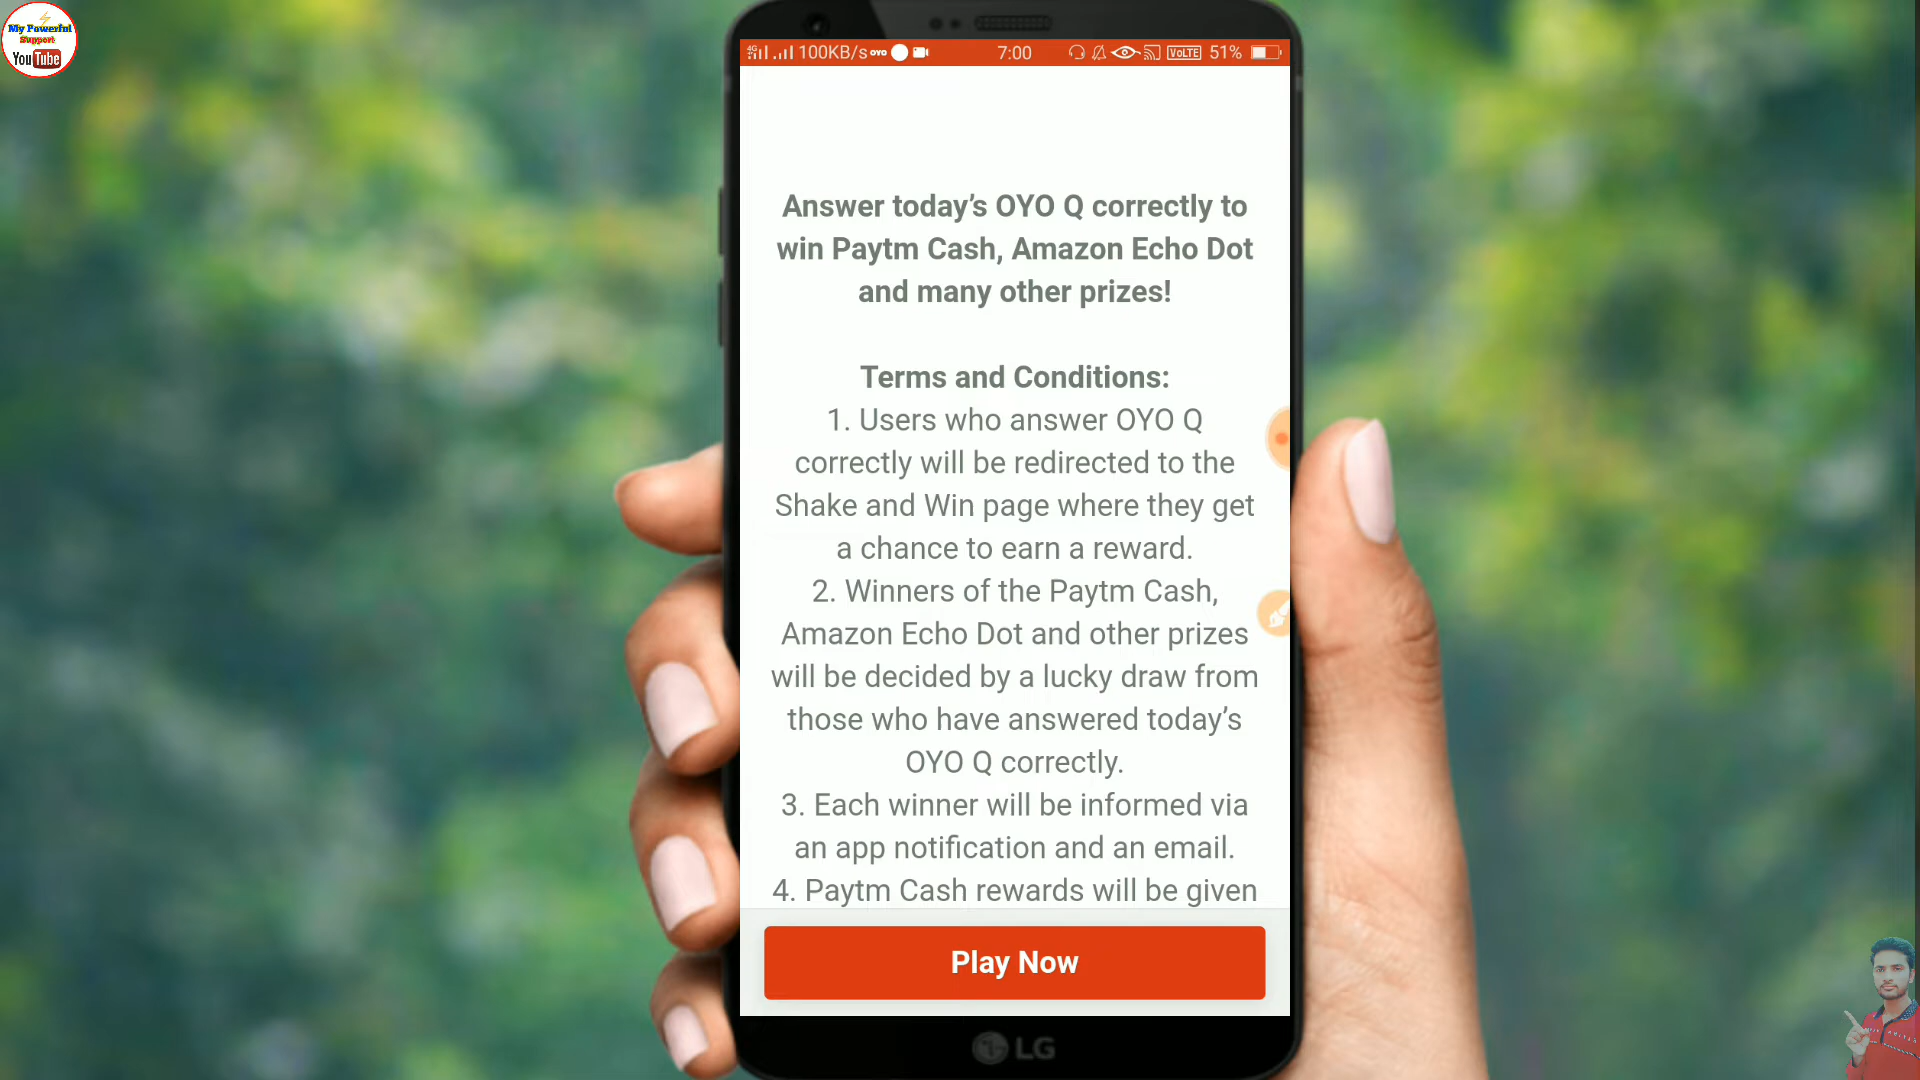 My Powerful
Support
YouTube
100KB/s OYO 7:00 VoLTE 51%
Answer today’s OYO Q correctly to
win Paytm Cash, Amazon Echo Dot
and many other prizes!
Terms and Conditions:
1. Users who answer OYO Q
correctly will be redirected to the
Shake and Win page where they get
a chance to earn a reward.
2. Winners of the Paytm Cash,
Amazon Echo Dot and other prizes
will be decided by a lucky draw from
those who have answered today’s
OYO Q correctly.
3. Each winner will be informed via
an app notification and an email.
4. Paytm Cash rewards will be given
Play Now
LG